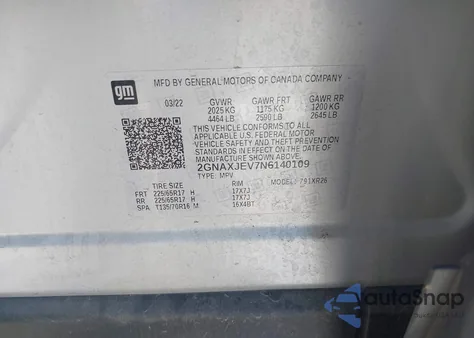 gm
MFD BY GENERAL MOTORS OF CANADA COMPANY
03/22 GVWR GAWR FRT GAWR RR
2025 KG 1175 KG 1200 KG
4464 LB 2590 LB 2645 LB
THIS VEHICLE CONFORMS TO ALL
APPLICABLE U.S. FEDERAL MOTOR
VEHICLE SAFETY AND THEFT
PREVENTION STANDARDS IN EFFECT
ON THE DATE OF MANUFACTURE
SHOWN ABOVE.
2GNAXJEV7N6140109
TYPE: MPV 791XR26
TIRE SIZE RIM
FRT 225/65R17 H 17X7J
RR 225/65R17 H 17X7J
SPA T135/70R16 M 16X4BT
autoSnap